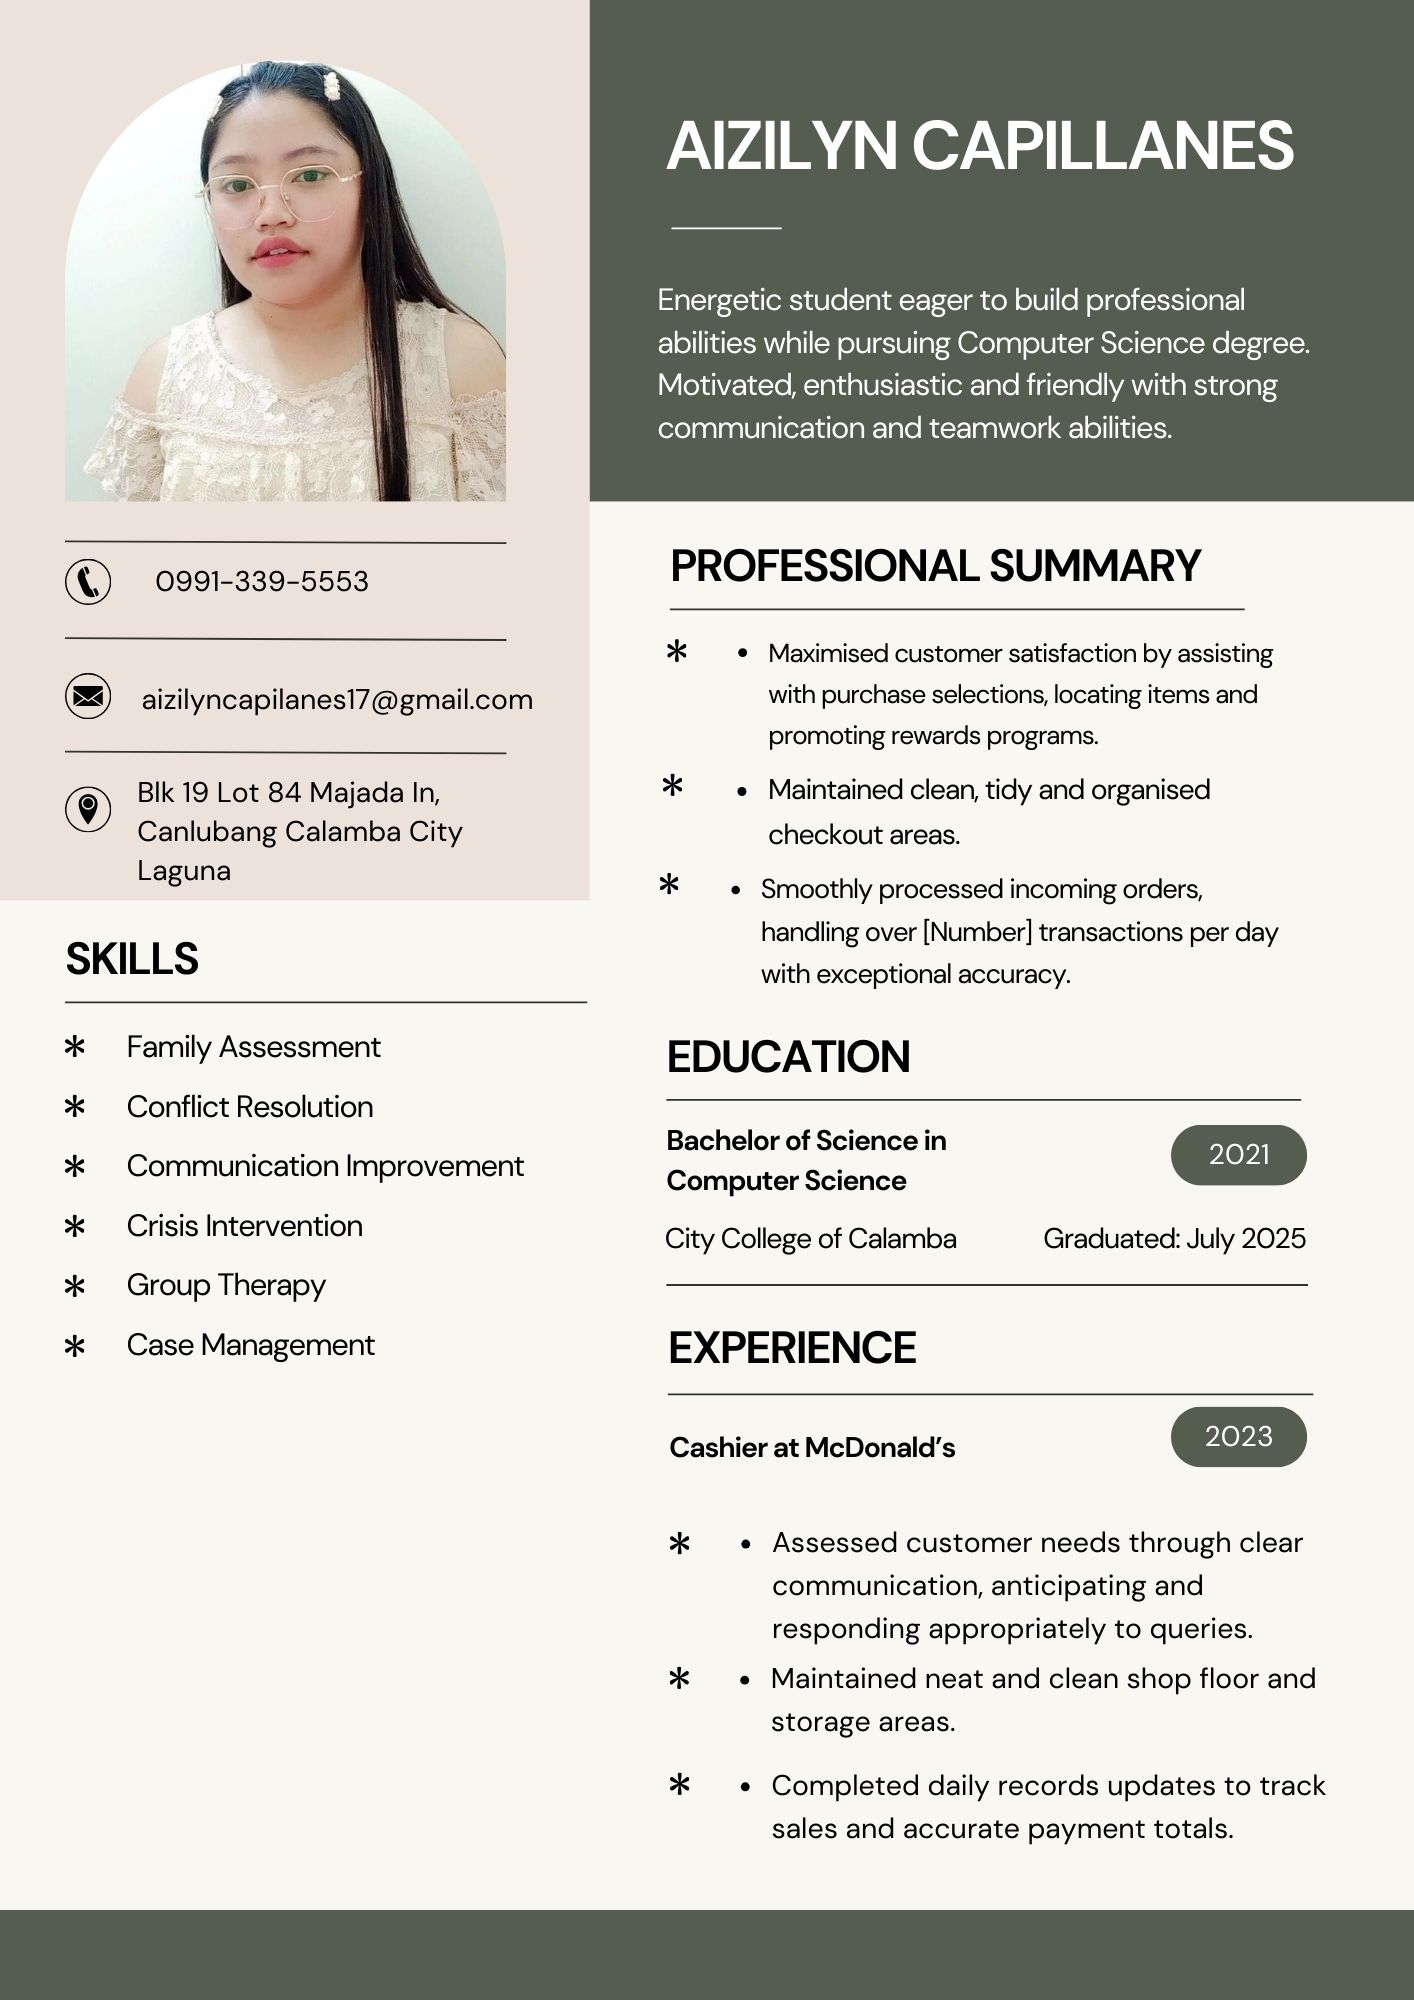 AIZILYN CAPILLANES
Energetic student eager to build professional
abilities while pursuing Computer Science degree.
Motivated, enthusiastic and friendly with strong
communication and teamwork abilities.
0991-339-5553
aizilyncapilanes17@gmail.com
Blk 19 Lot 84 Majada In,
Canlubang Calamba City
Laguna
SKILLS
* Family Assessment
* Conflict Resolution
* Communication Improvement
* Crisis Intervention
* Group Therapy
* Case Management
PROFESSIONAL SUMMARY
* • Maximised customer satisfaction by assisting
with purchase selections, locating items and
promoting rewards programs.
* • Maintained clean, tidy and organised
checkout areas.
* • Smoothly processed incoming orders,
handling over [Number] transactions per day
with exceptional accuracy.
EDUCATION
Bachelor of Science in
Computer Science
2021
City College of Calamba
Graduated: July 2025
EXPERIENCE
Cashier at McDonald’s
2023
* • Assessed customer needs through clear
communication, anticipating and
responding appropriately to queries.
* • Maintained neat and clean shop floor and
storage areas.
* • Completed daily records updates to track
sales and accurate payment totals.